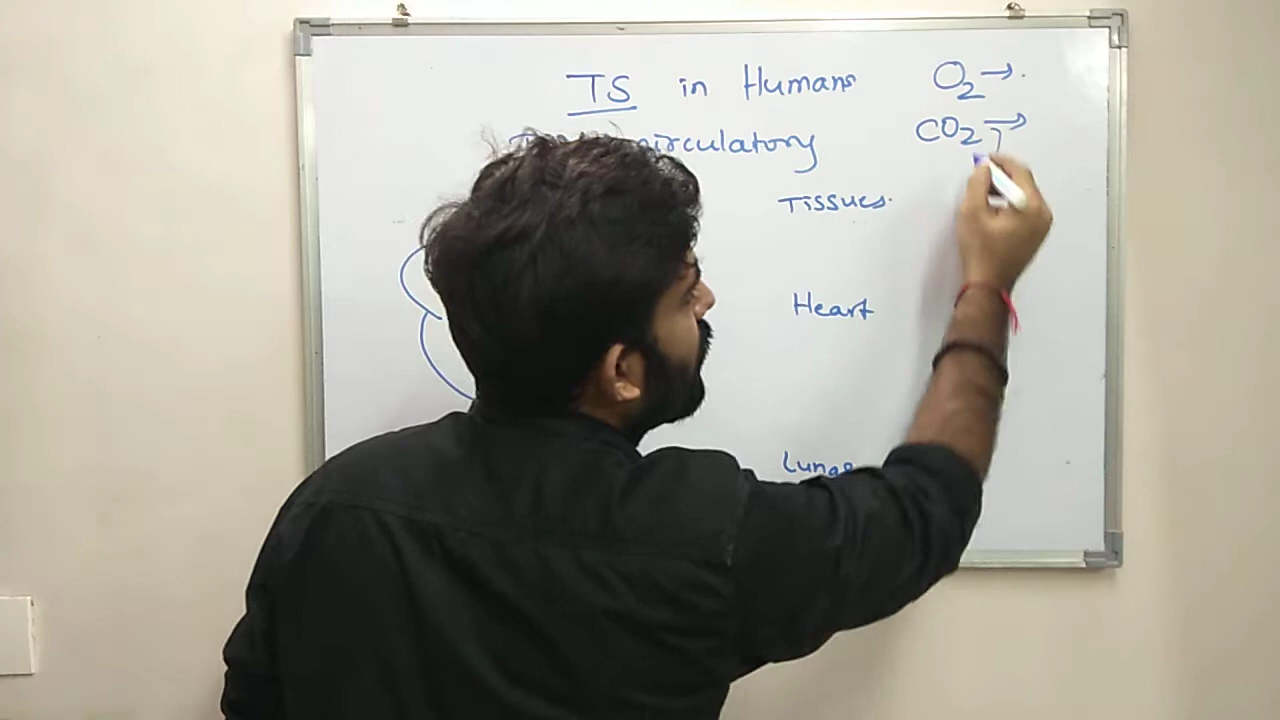 TS in Humans
O2 →.
CO2 →
circulatory
Tissues.
Heart
Lungs